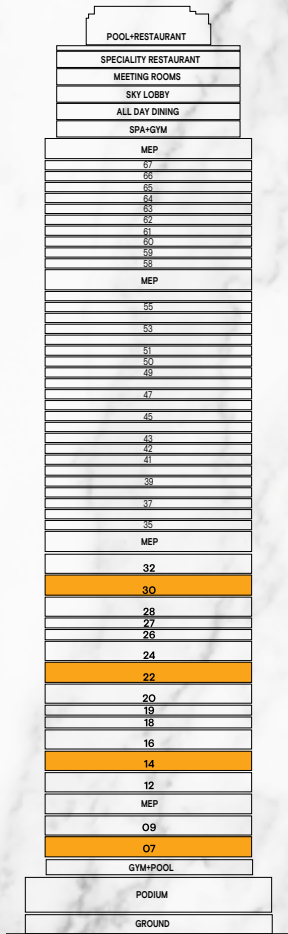 POOL+RESTAURANT
SPECIALITY RESTAURANT
MEETING ROOMS
SKY LOBBY
ALL DAY DINING
SPA+GYM
MEP
67
66
65
64
63
62
61
60
59
58
MEP
55
53
51
50
49
47
45
43
42
41
39
37
35
MEP
32
30
28
27
26
24
22
20
19
18
16
14
12
MEP
09
07
GYM+POOL
PODIUM
GROUND